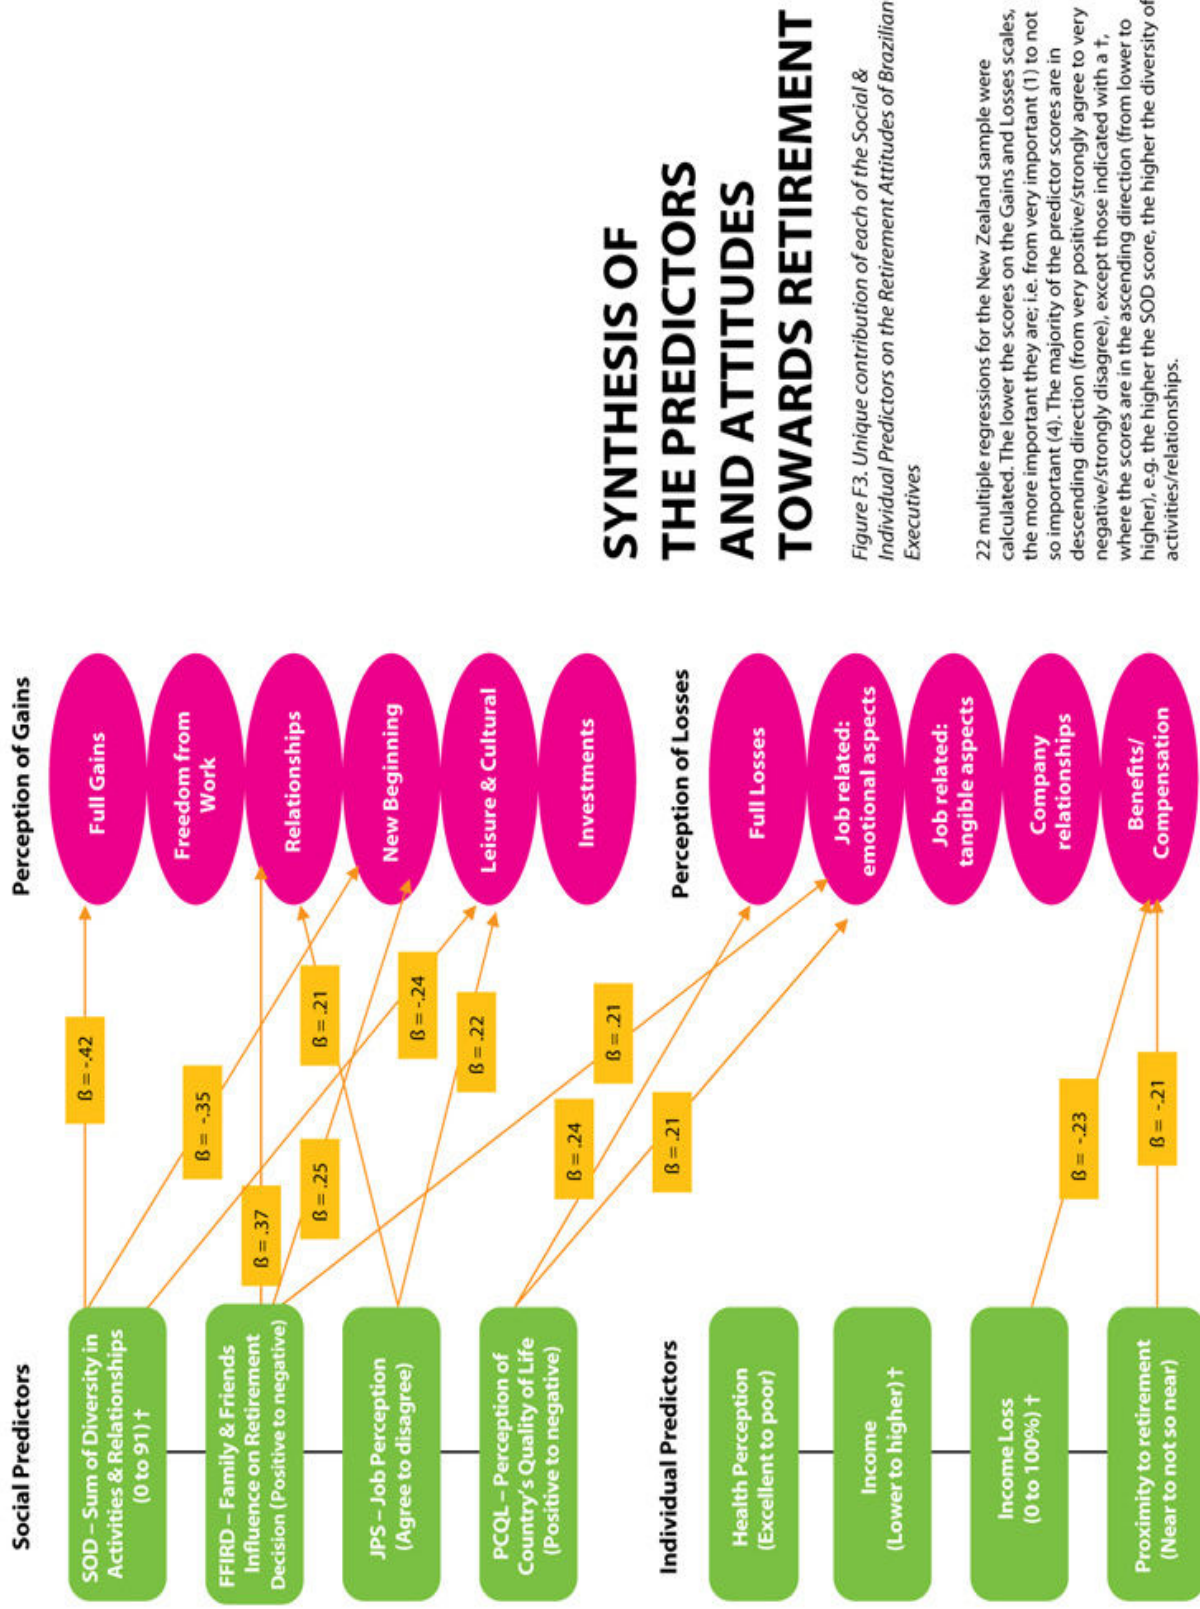 Social Predictors
SOD – Sum of Diversity in
Activities & Relationships
(0 to 91) †
FFIRD – Family & Friends
Influence on Retirement
Decision (Positive to negative)
JPS – Job Perception
(Agree to disagree)
PCQL – Perception of
Country's Quality of Life
(Positive to negative)
Individual Predictors
Health Perception
(Excellent to poor)
Income
(Lower to higher) †
Income Loss
(0 to 100%) †
Proximity to retirement
(Near to not so near)
ß = -.42
ß = -.35
ß = .37
ß = .25
ß = .21
ß = -.24
ß = .22
ß = .24
ß = .21
ß = .21
ß = -.23
ß = -.21
Perception of Gains
Full Gains
Freedom from
Work
Relationships
New Beginning
Leisure & Cultural
Investments
Perception of Losses
Full Losses
Job related:
emotional aspects
Job related:
tangible aspects
Company
relationships
Benefits/
Compensation
SYNTHESIS OF
THE PREDICTORS
AND ATTITUDES
TOWARDS RETIREMENT
Figure F3. Unique contribution of each of the Social &
Individual Predictors on the Retirement Attitudes of Brazilian
Executives
22 multiple regressions for the New Zealand sample were
calculated. The lower the scores on the Gains and Losses scales,
the more important they are; i.e. from very important (1) to not
so important (4). The majority of the predictor scores are in
descending direction (from very positive/strongly agree to very
negative/strongly disagree), except those indicated with a †,
where the scores are in the ascending direction (from lower to
higher), e.g. the higher the SOD score, the higher the diversity of
activities/relationships.